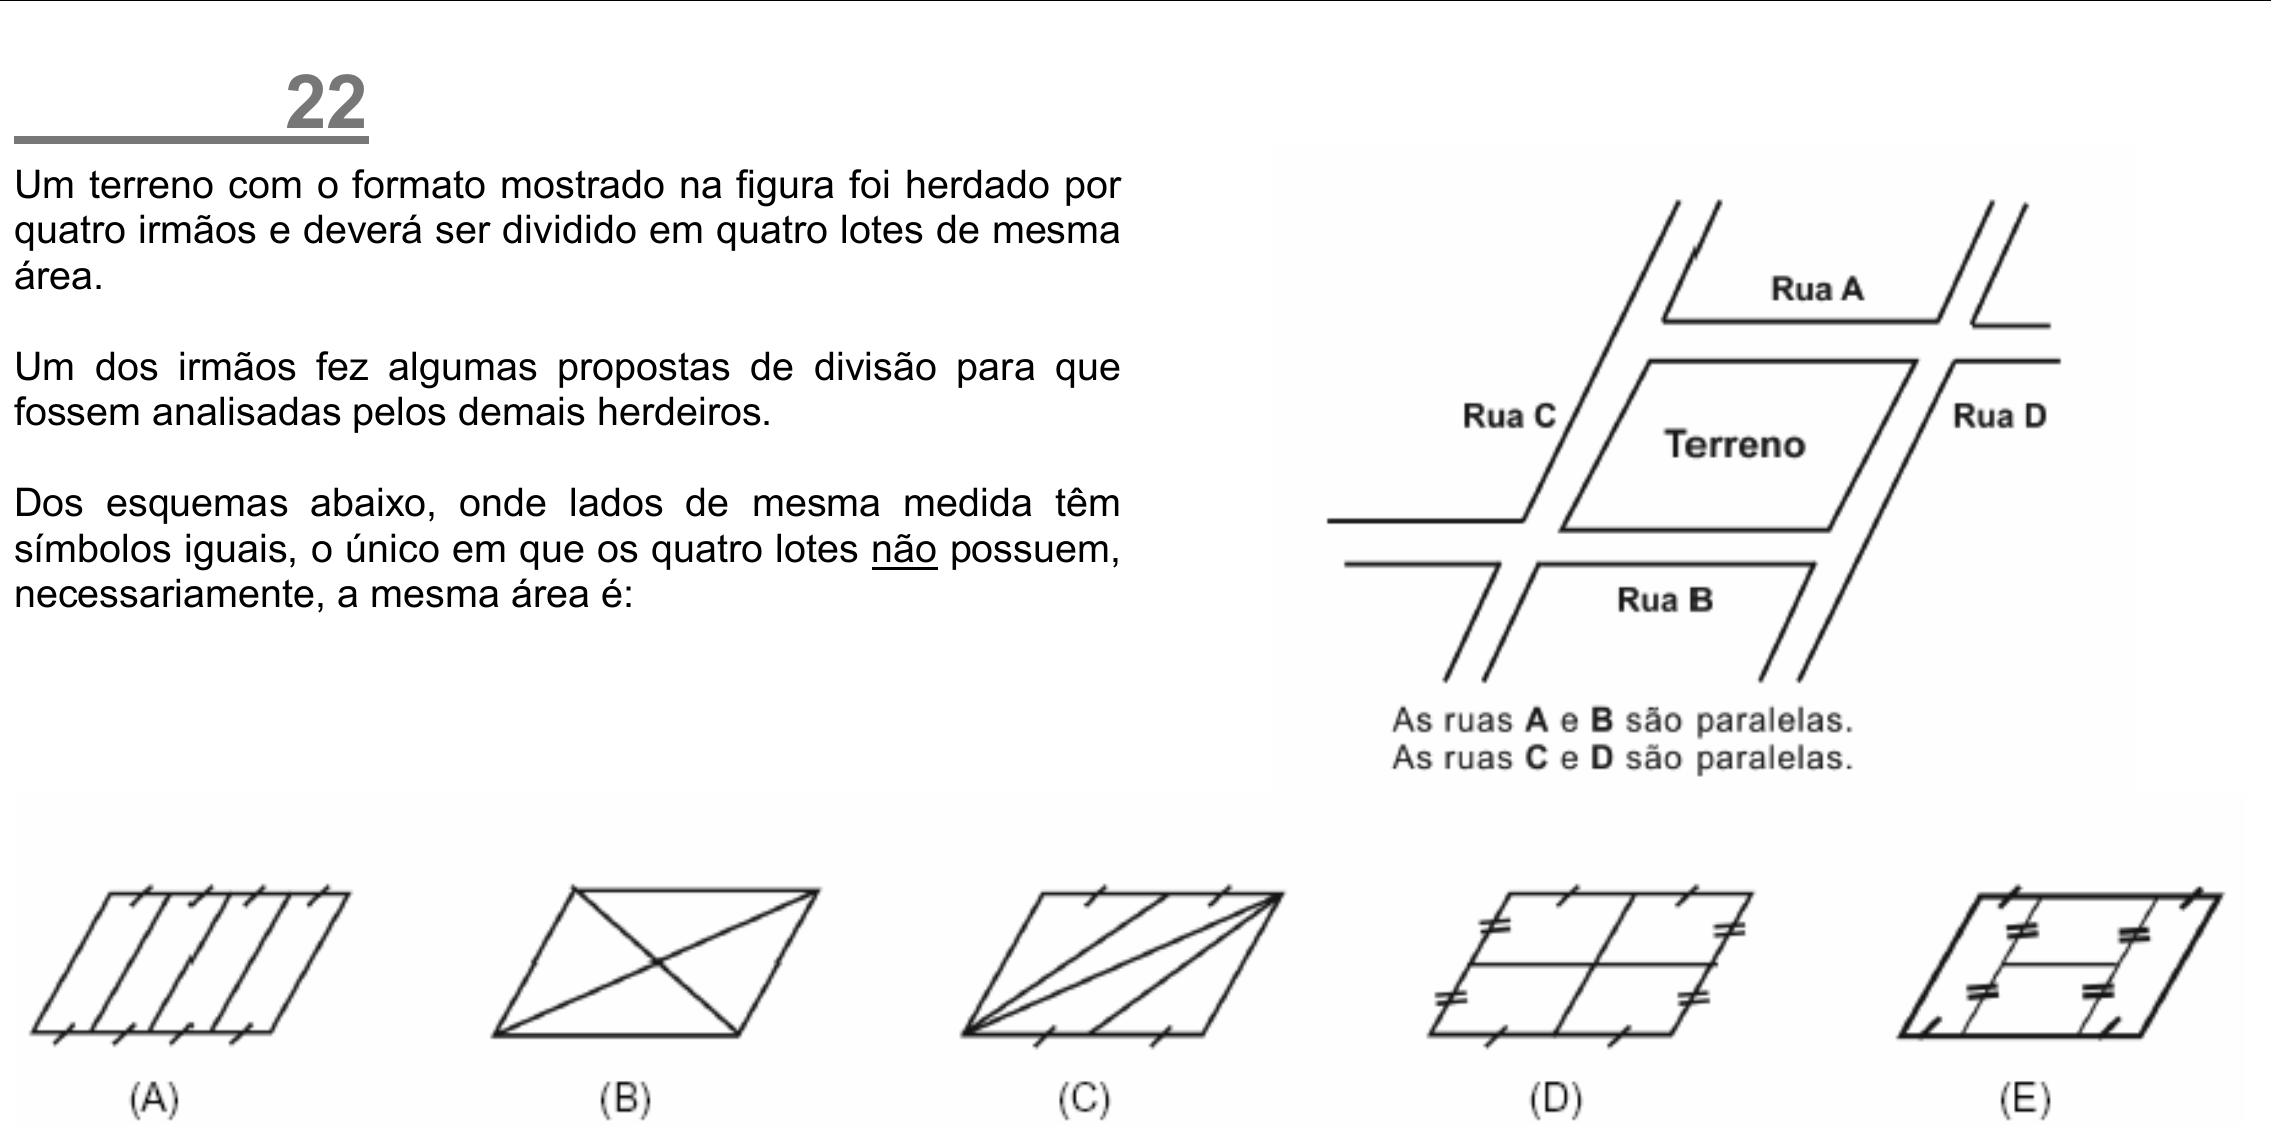 22
Um terreno com o formato mostrado na figura foi herdado por
quatro irmãos e deverá ser dividido em quatro lotes de mesma
área.
Um dos irmãos fez algumas propostas de divisão para que
fossem analisadas pelos demais herdeiros.
Dos esquemas abaixo, onde lados de mesma medida têm
símbolos iguais, o único em que os quatro lotes não possuem,
necessariamente, a mesma área é:
Rua A
Rua C
Rua D
Terreno
Rua B
As ruas A e B são paralelas.
As ruas C e D são paralelas.
(A)
(B)
(C)
(D)
(E)